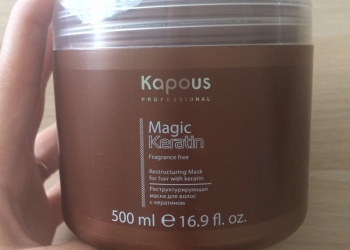 Kapous
PROFESSIONAL
Magic
Keratin
Fragrance free
Restructuring Mask
for hair with keratin
Реструктурирующая
маска для волос
с кератином
500 ml ℮ 16.9 fl. oz.